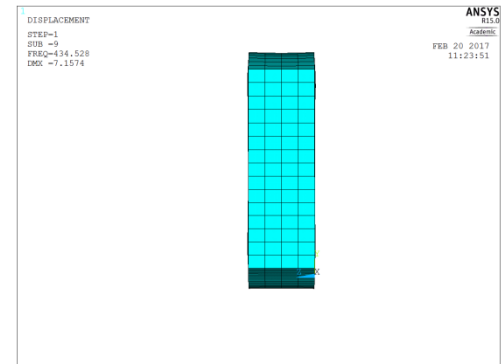 1
DISPLACEMENT
STEP=1
SUB =9
FREQ=434.528
DMX =7.1574
ANSYS
R15.0
Academic
FEB 20 2017
11:23:51
X